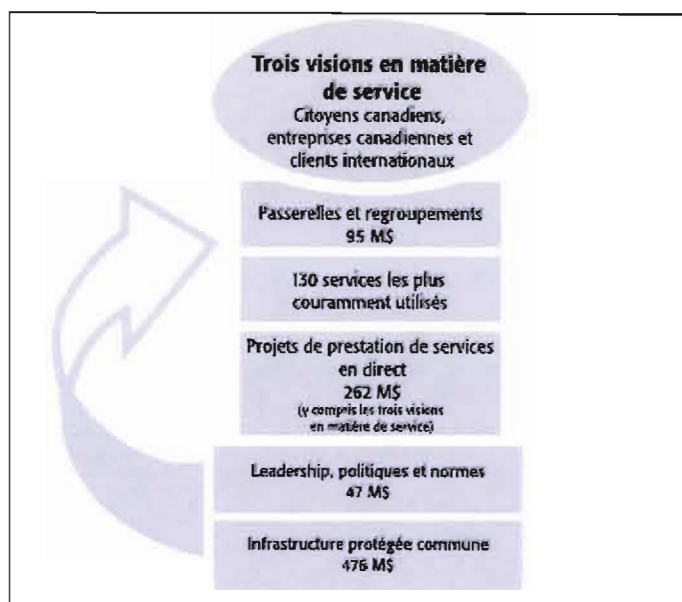 Trois visions en matière
de service
Citoyens canadiens,
entreprises canadiennes et
clients internationaux
Passerelles et regroupements
95 M$
130 services les plus
couramment utilisés
Projets de prestation de services
en direct
262 M$
(y compris les trois visions
en matière de service)
Leadership, politiques et normes
47 M$
Infrastructure protégée commune
476 M$